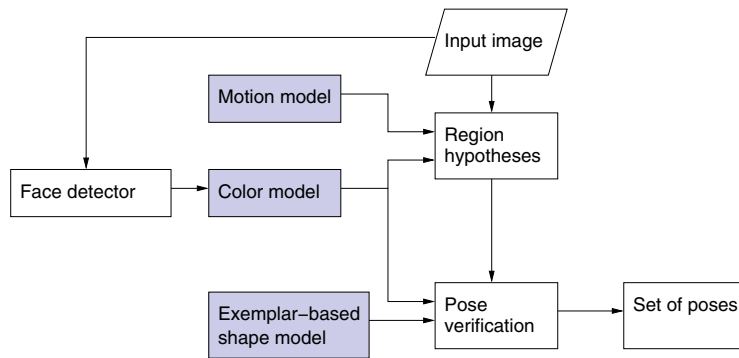 Input image
Motion model
Region
hypotheses
Face detector
Color model
Exemplar–based
shape model
Pose
verification
Set of poses